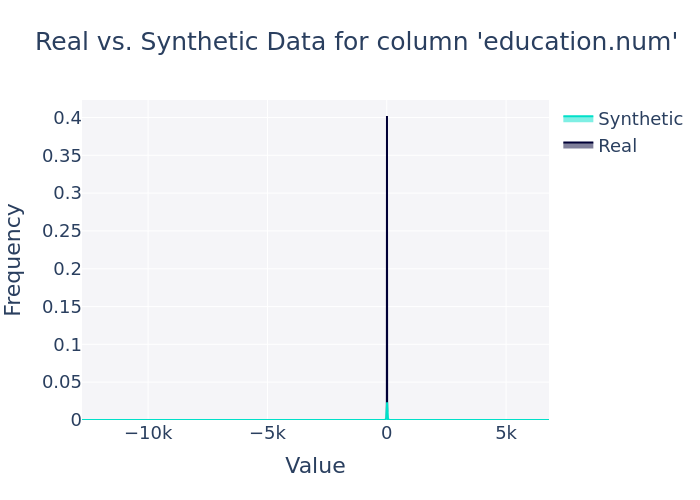 Real vs. Synthetic Data for column 'education.num'
Synthetic
Real
Frequency
0.4
0.35
0.3
0.25
0.2
0.15
0.1
0.05
0
−10k
−5k
0
5k
Value